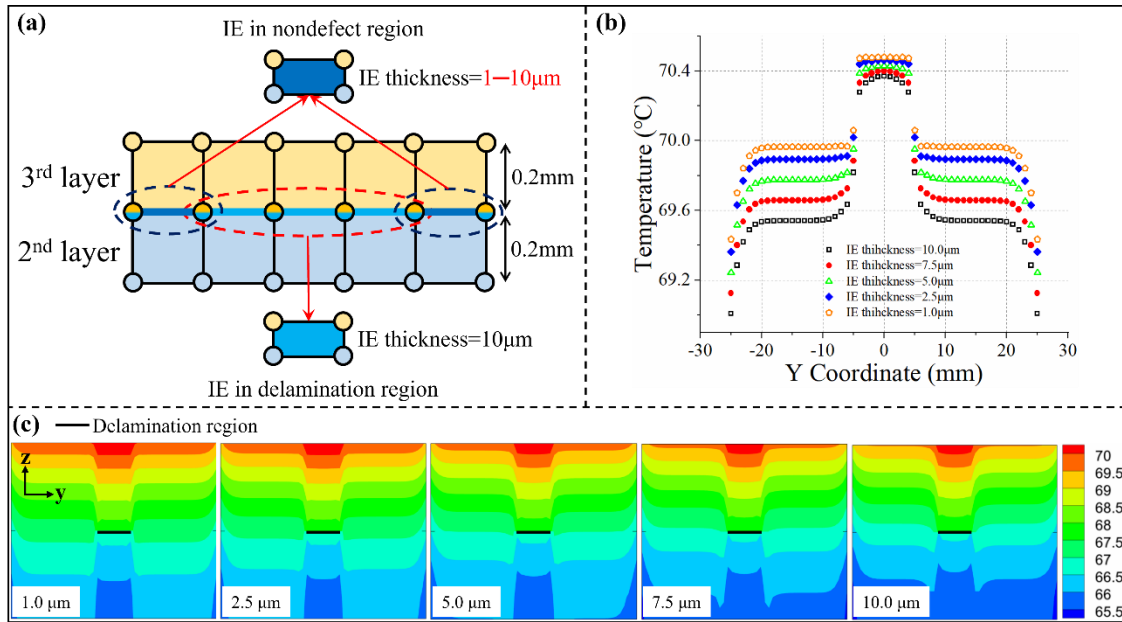 (a)
IE in nondefect region
IE thickness=1—10μm
3rd layer
0.2mm
2nd layer
0.2mm
IE thickness=10μm
IE in delamination region
(b)
Temperature (°C)
70.4
70.0
69.6
69.2
IE thihckness=10.0μm
IE thihckness=7.5μm
IE thihckness=5.0μm
IE thihckness=2.5μm
IE thihckness=1.0μm
-30 -20 -10 0 10 20 30
Y Coordinate (mm)
(c) Delamination region
z
y
1.0 μm
2.5 μm
5.0 μm
7.5 μm
10.0 μm
70
69.5
69
68.5
68
67.5
67
66.5
66
65.5